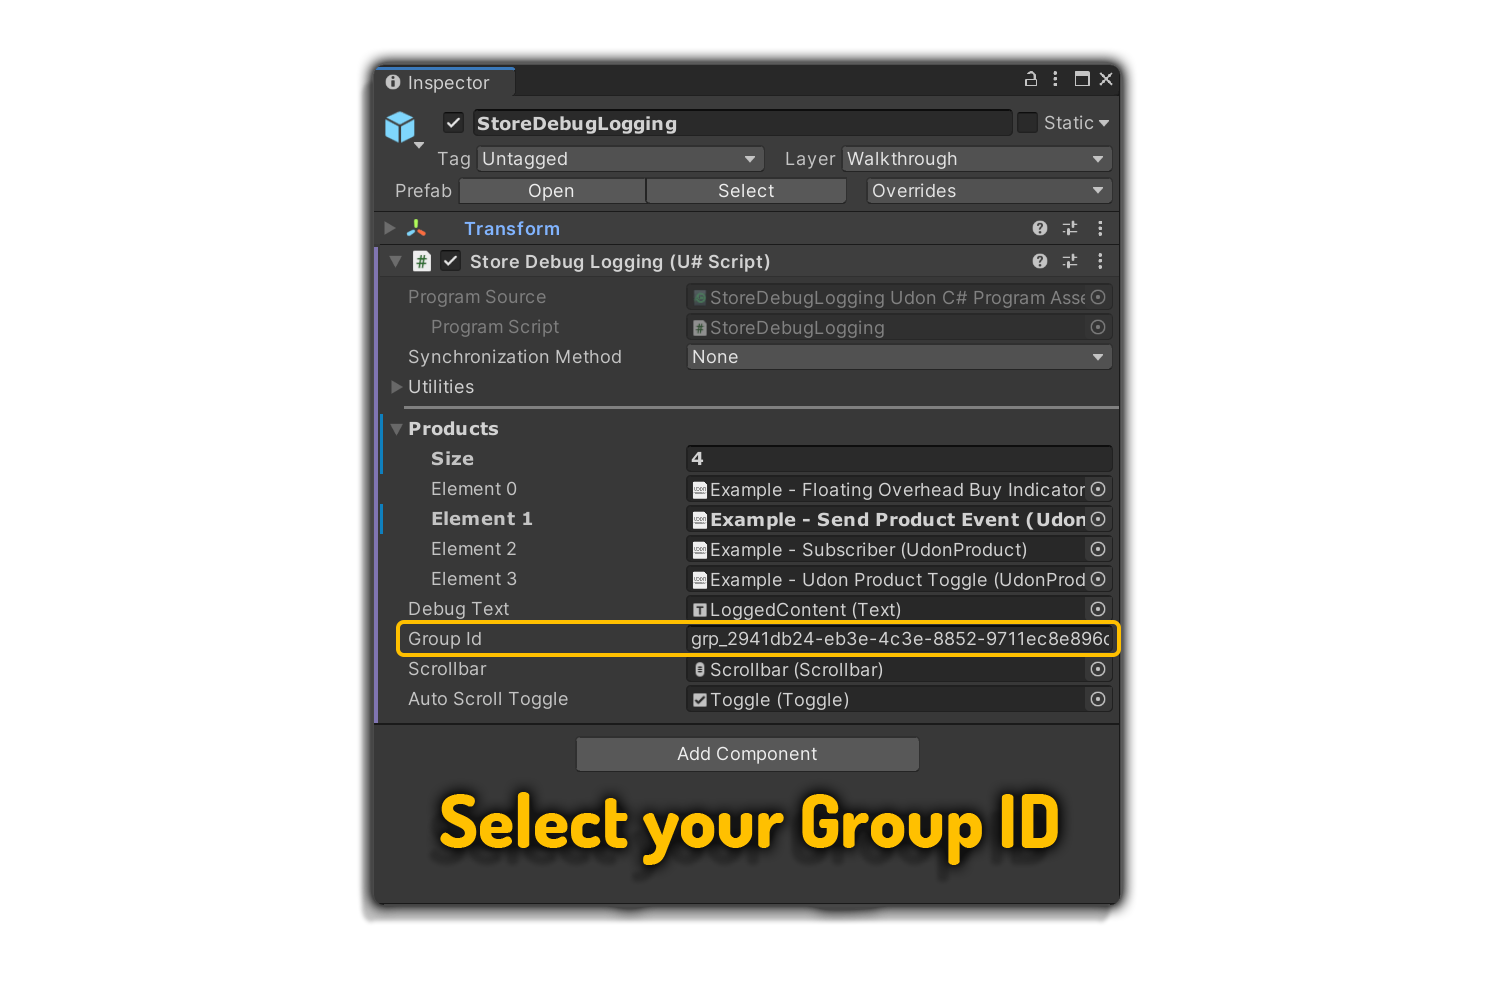 Inspector
StoreDebugLogging Static
Tag Untagged Layer Walkthrough
Prefab Open Select Overrides
Transform
# Store Debug Logging (U# Script)
Program Source StoreDebugLogging Udon C# Program Asse
Program Script # StoreDebugLogging
Synchronization Method None
Utilities
Products
Size 4
Element 0 Example - Floating Overhead Buy Indicator
Element 1 Example - Send Product Event (Udon
Element 2 Example - Subscriber (UdonProduct)
Element 3 Example - Udon Product Toggle (UdonProd
Debug Text T LoggedContent (Text)
Group Id grp_2941db24-eb3e-4c3e-8852-9711ec8e896c
Scrollbar Scrollbar (Scrollbar)
Auto Scroll Toggle Toggle (Toggle)
Add Component
Select your Group ID